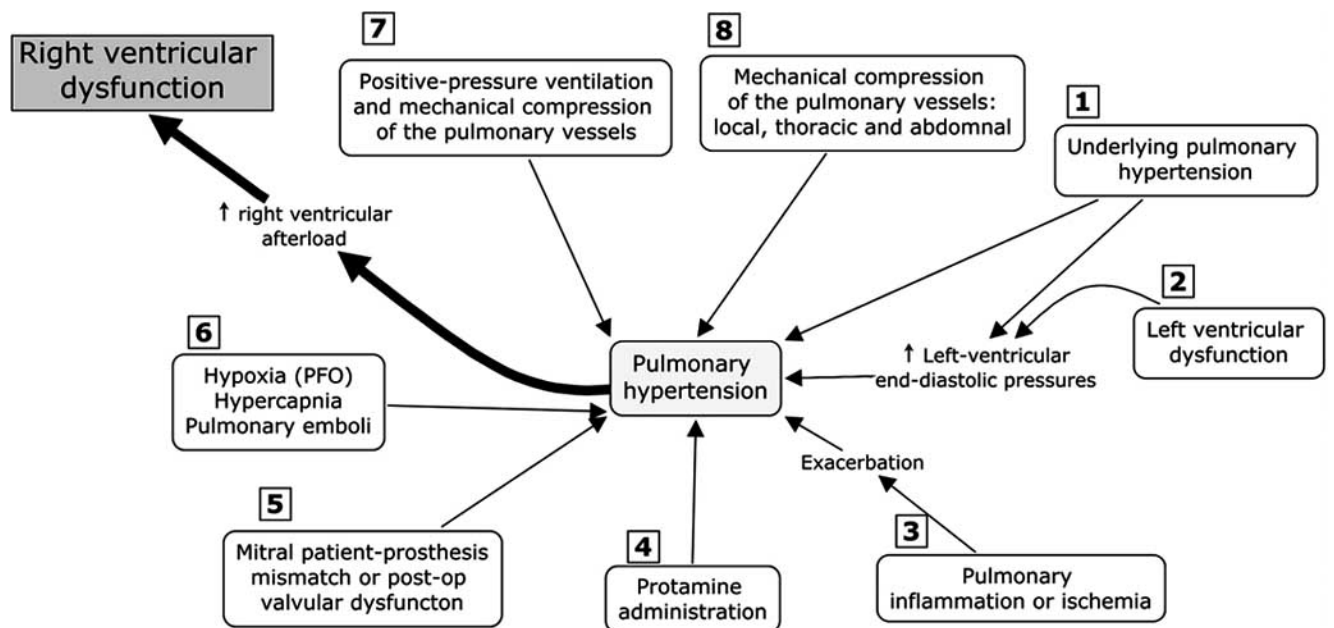 Right ventricular
dysfunction
7
Positive-pressure ventilation
and mechanical compression
of the pulmonary vessels
8
Mechanical compression
of the pulmonary vessels:
local, thoracic and abdomnal
1
Underlying pulmonary
hypertension
↑ right ventricular
afterload
2
Left ventricular
dysfunction
↑ Left-ventricular
end-diastolic pressures
Pulmonary
hypertension
6
Hypoxia (PFO)
Hypercapnia
Pulmonary emboli
Exacerbation
5
Mitral patient-prosthesis
mismatch or post-op
valvular dysfuncton
4
Protamine
administration
3
Pulmonary
inflammation or ischemia